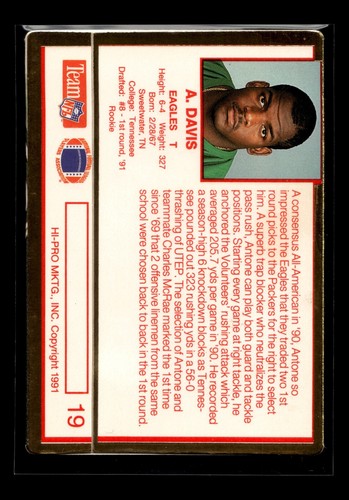 A. DAVIS
EAGLES T
Height: 6-4 Weight: 327
Born: 2/28/67
Sweetwater, TN
College: Tennessee
Drafted: #8 - 1st round, '91
Rookie
A consensus All-American in '90, Antone so
impressed the Eagles that they traded two 1st
round picks to the Packers for the right to select
him. A superb trap blocker who neutralizes the
pass rush, Antone can play both guard and tackle
positions. Starting every game at right tackle, he
anchored the Volunteers' rushing attack which
averaged 205.7 yds per game in '90. He recorded
a season-high 6 knockdown blocks as Tennes-
see pounded out 323 rushing yds in a 56-0
thrashing of UTEP. The selection of Antone and
teammate Charles McRae marked the 1st time
since '69 that 2 offensive linemen from the same
school were chosen back to back in the 1st round.
Team
NFL
HI-PRO MKTG., INC. Copyright 1991
19